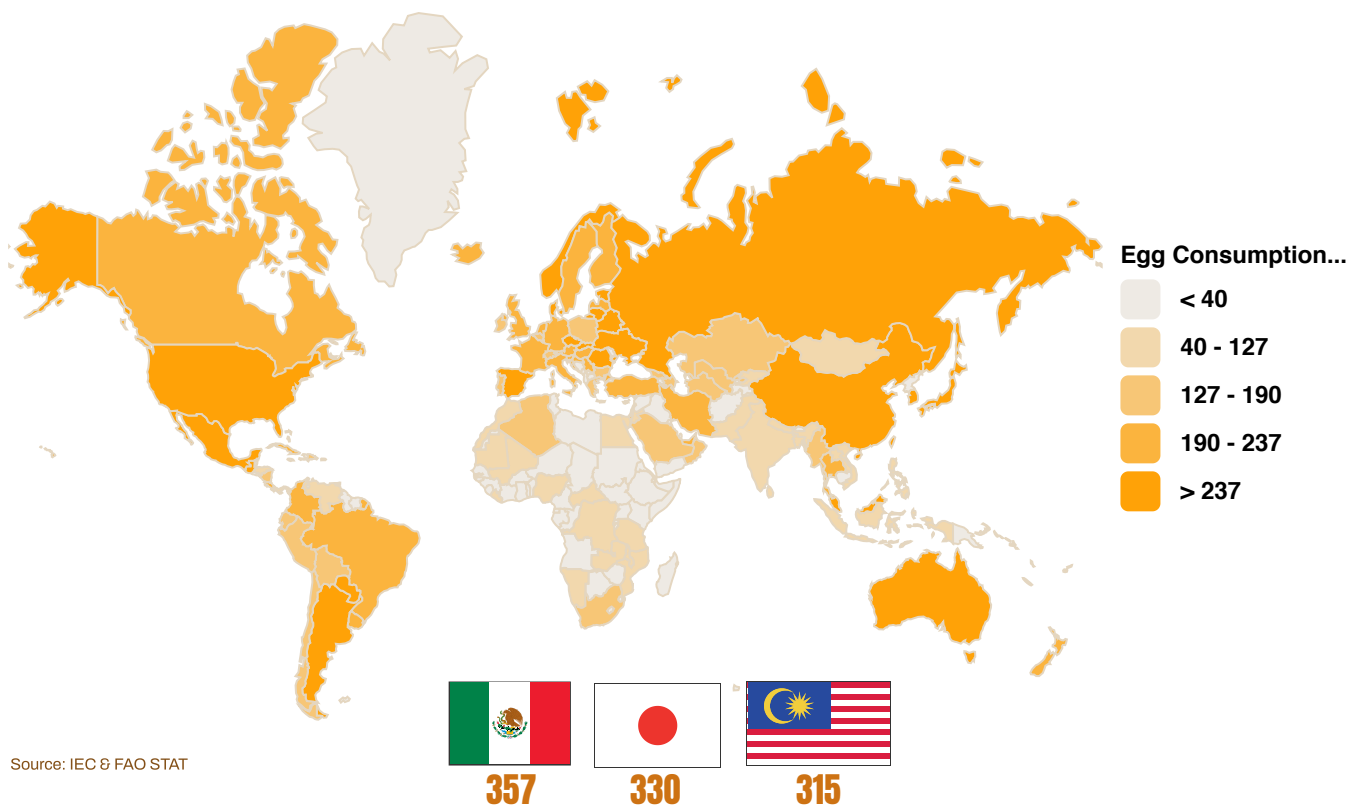 Egg Consumption...
< 40
40 - 127
127 - 190
190 - 237
> 237
Source: IEC & FAO STAT
357
330
315